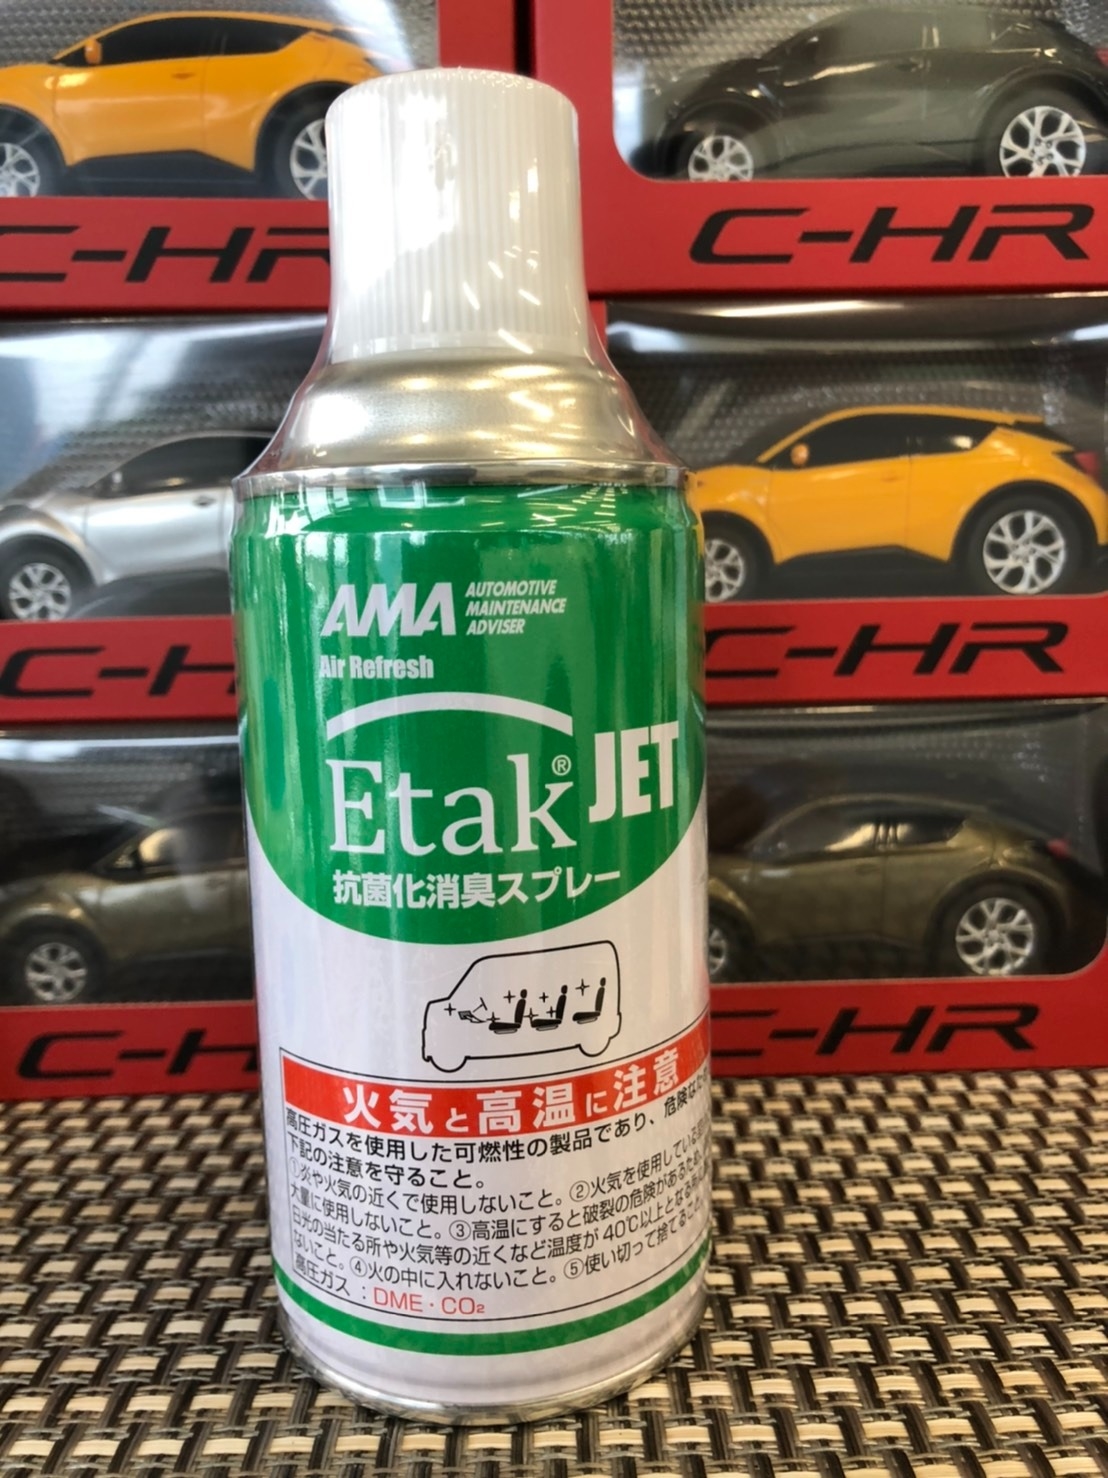 C-HR
C-HR
C-HR
C-HR
AMA AUTOMOTIVE
MAINTENANCE
ADVISER
Air Refresh
Etak® JET
抗菌化消臭スプレー
火気と高温に注意
高圧ガスを使用した可燃性の製品であり、危険な
下記の注意を守ること。
①炎や火気の近くで使用しないこと。②火気を使用している
大量に使用しないこと。③高温にすると破裂の危険があるため
日光の当たる所や火気等の近くなど温度が40℃以上となる
ないこと。④火の中に入れないこと。⑤使い切って捨てること
高圧ガス：DME・CO₂